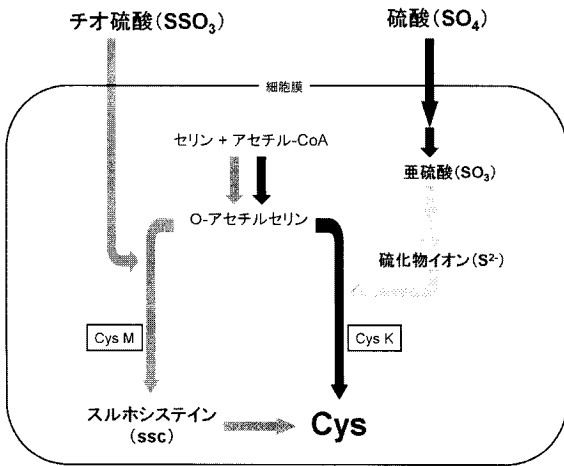 チオ硫酸(SSO₃)
硫酸(SO₄)
細胞膜
セリン + アセチル-CoA
亜硫酸(SO₃)
O-アセチルセリン
硫化物イオン(S²⁻)
Cys M
Cys K
スルホシステイン
(ssc)
Cys